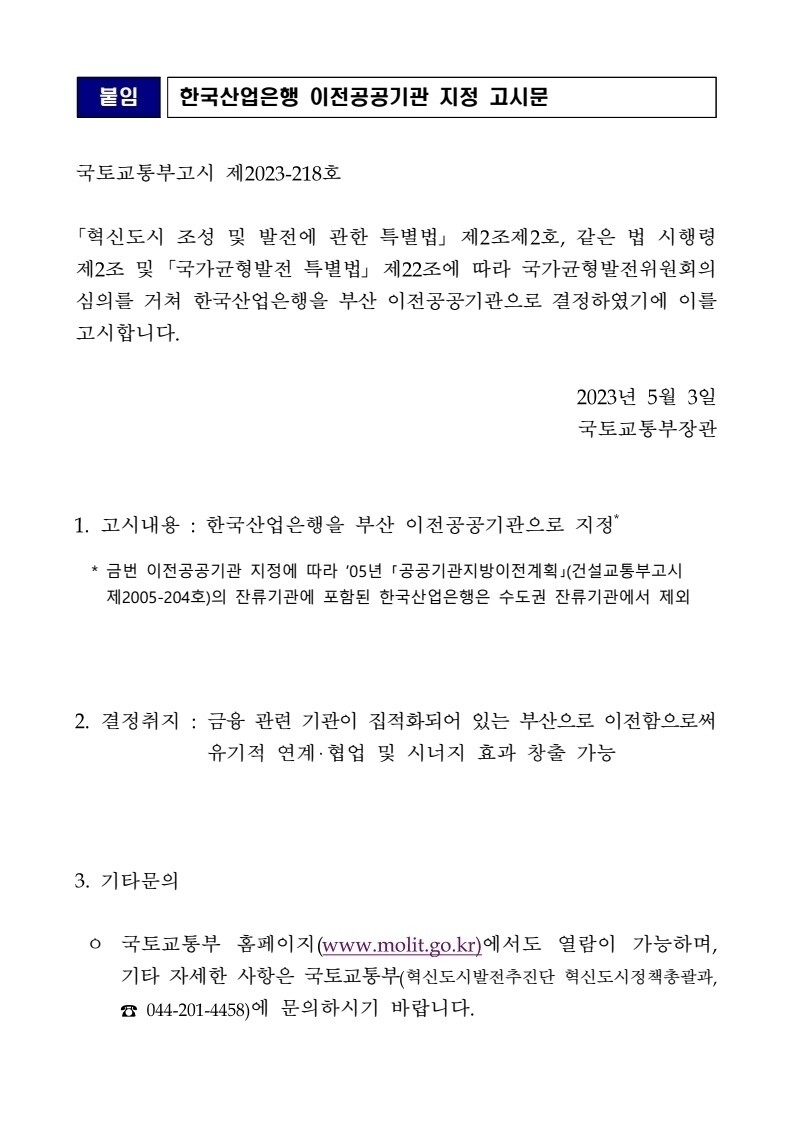 붙임 한국산업은행 이전공공기관 지정 고시문
국토교통부고시 제2023-218호
「혁신도시 조성 및 발전에 관한 특별법」 제2조제2호, 같은 법 시행령
제2조 및 「국가균형발전 특별법」 제22조에 따라 국가균형발전위원회의
심의를 거쳐 한국산업은행을 부산 이전공공기관으로 결정하였기에 이를
고시합니다.
2023년 5월 3일
국토교통부장관
1. 고시내용 : 한국산업은행을 부산 이전공공기관으로 지정*
* 금번 이전공공기관 지정에 따라 '05년 「공공기관지방이전계획」(건설교통부고시
제2005-204호)의 잔류기관에 포함된 한국산업은행은 수도권 잔류기관에서 제외
2. 결정취지 : 금융 관련 기관이 집적화되어 있는 부산으로 이전함으로써
유기적 연계·협업 및 시너지 효과 창출 가능
3. 기타문의
ㅇ 국토교통부 홈페이지(www.molit.go.kr)에서도 열람이 가능하며,
기타 자세한 사항은 국토교통부(혁신도시발전추진단 혁신도시정책총괄과,
☎ 044-201-4458)에 문의하시기 바랍니다.